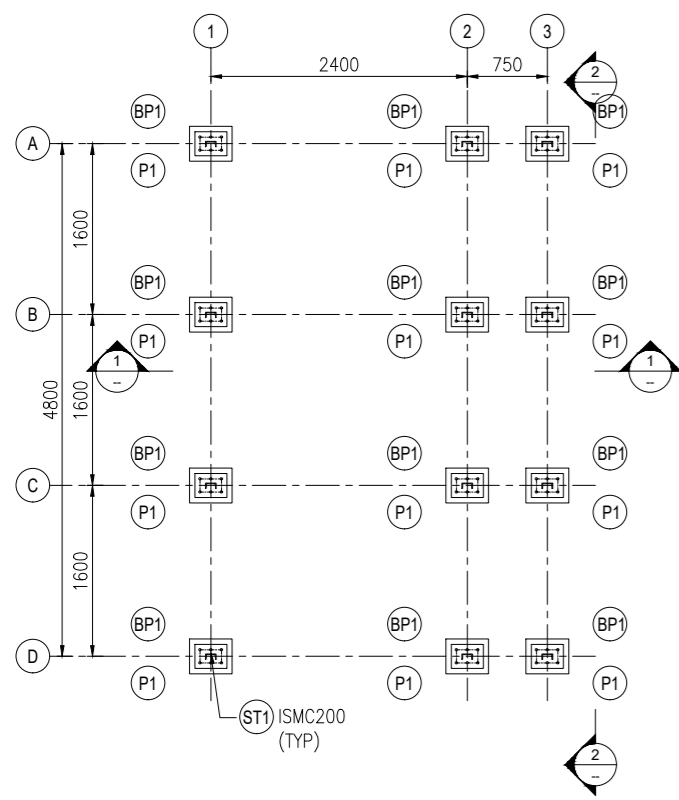 1 2 3
2400 750
2
--
BP1 BP1 BP1
A
P1 P1 P1
1600
BP1 BP1 BP1
B
P1 P1 P1
1
--
1
--
4800
1600
BP1 BP1 BP1
C
P1 P1 P1
1600
BP1 BP1 BP1
D
P1 P1 P1
ST1 ISMC200
(TYP)
2
--